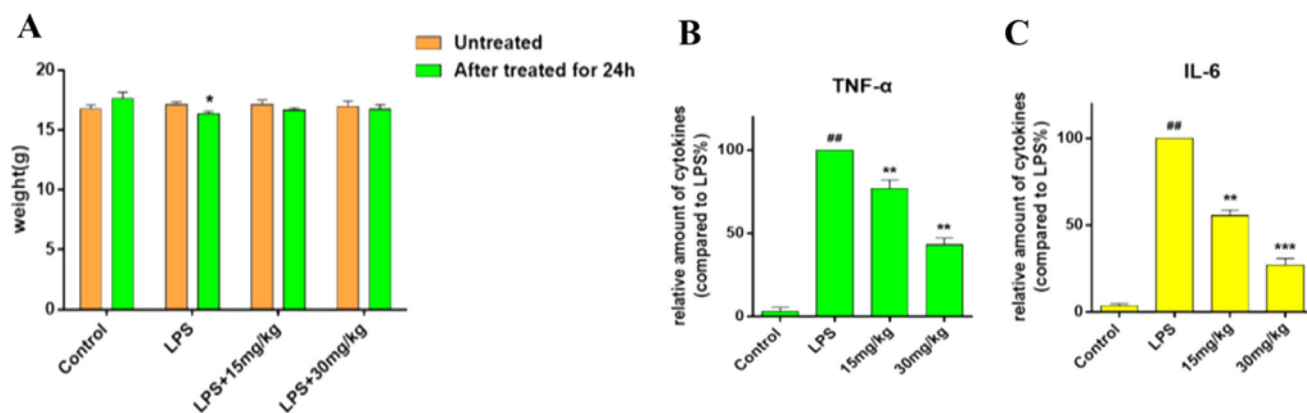 A
Untreated
After treated for 24h
weight(g)
20
15
10
5
0
*
Control
LPS
LPS+15mg/kg
LPS+30mg/kg
B
TNF-α
relative amount of cytokines
(compared to LPS%)
100
50
0
##
**
**
Control
LPS
15mg/kg
30mg/kg
C
IL-6
relative amount of cytokines
(compared to LPS%)
100
50
0
##
**
***
Control
LPS
15mg/kg
30mg/kg